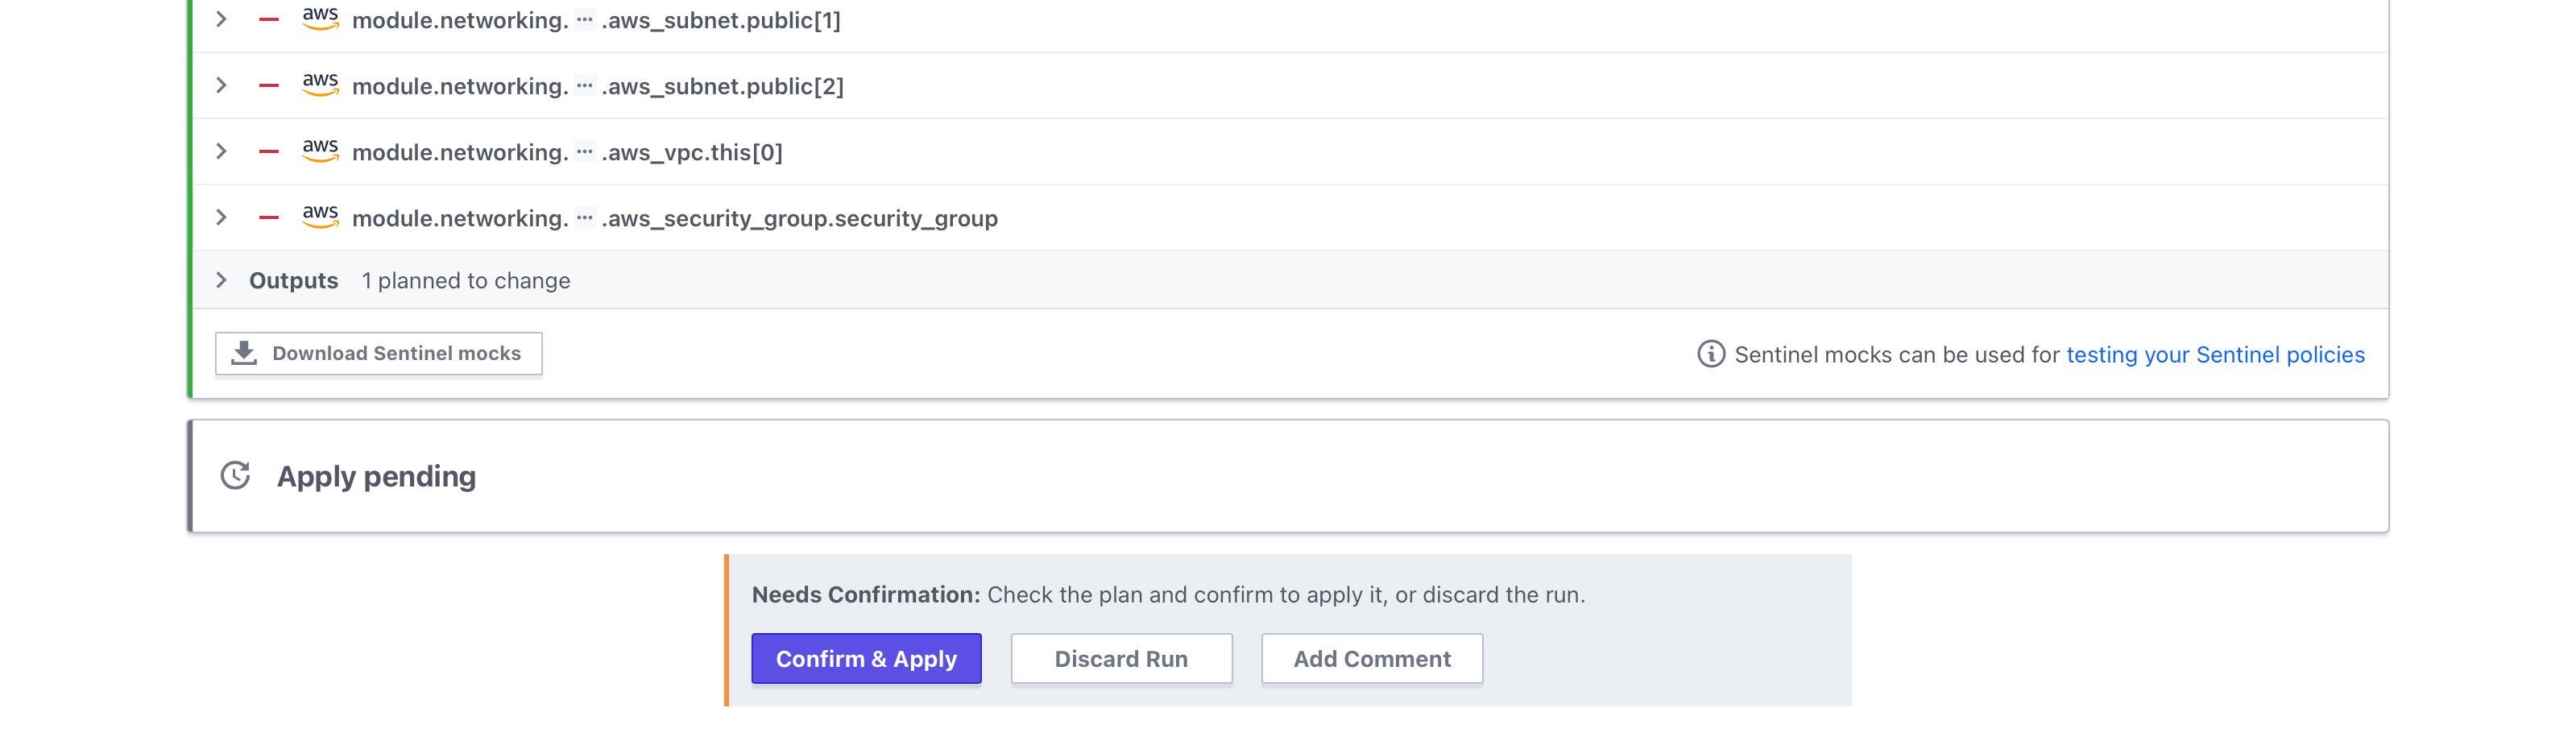 aws module.networking. ··· .aws_subnet.public[1]
aws module.networking. ··· .aws_subnet.public[2]
aws module.networking. ··· .aws_vpc.this[0]
aws module.networking. ··· .aws_security_group.security_group
Outputs 1 planned to change
Download Sentinel mocks
Sentinel mocks can be used for testing your Sentinel policies
Apply pending
Needs Confirmation: Check the plan and confirm to apply it, or discard the run.
Confirm & Apply Discard Run Add Comment